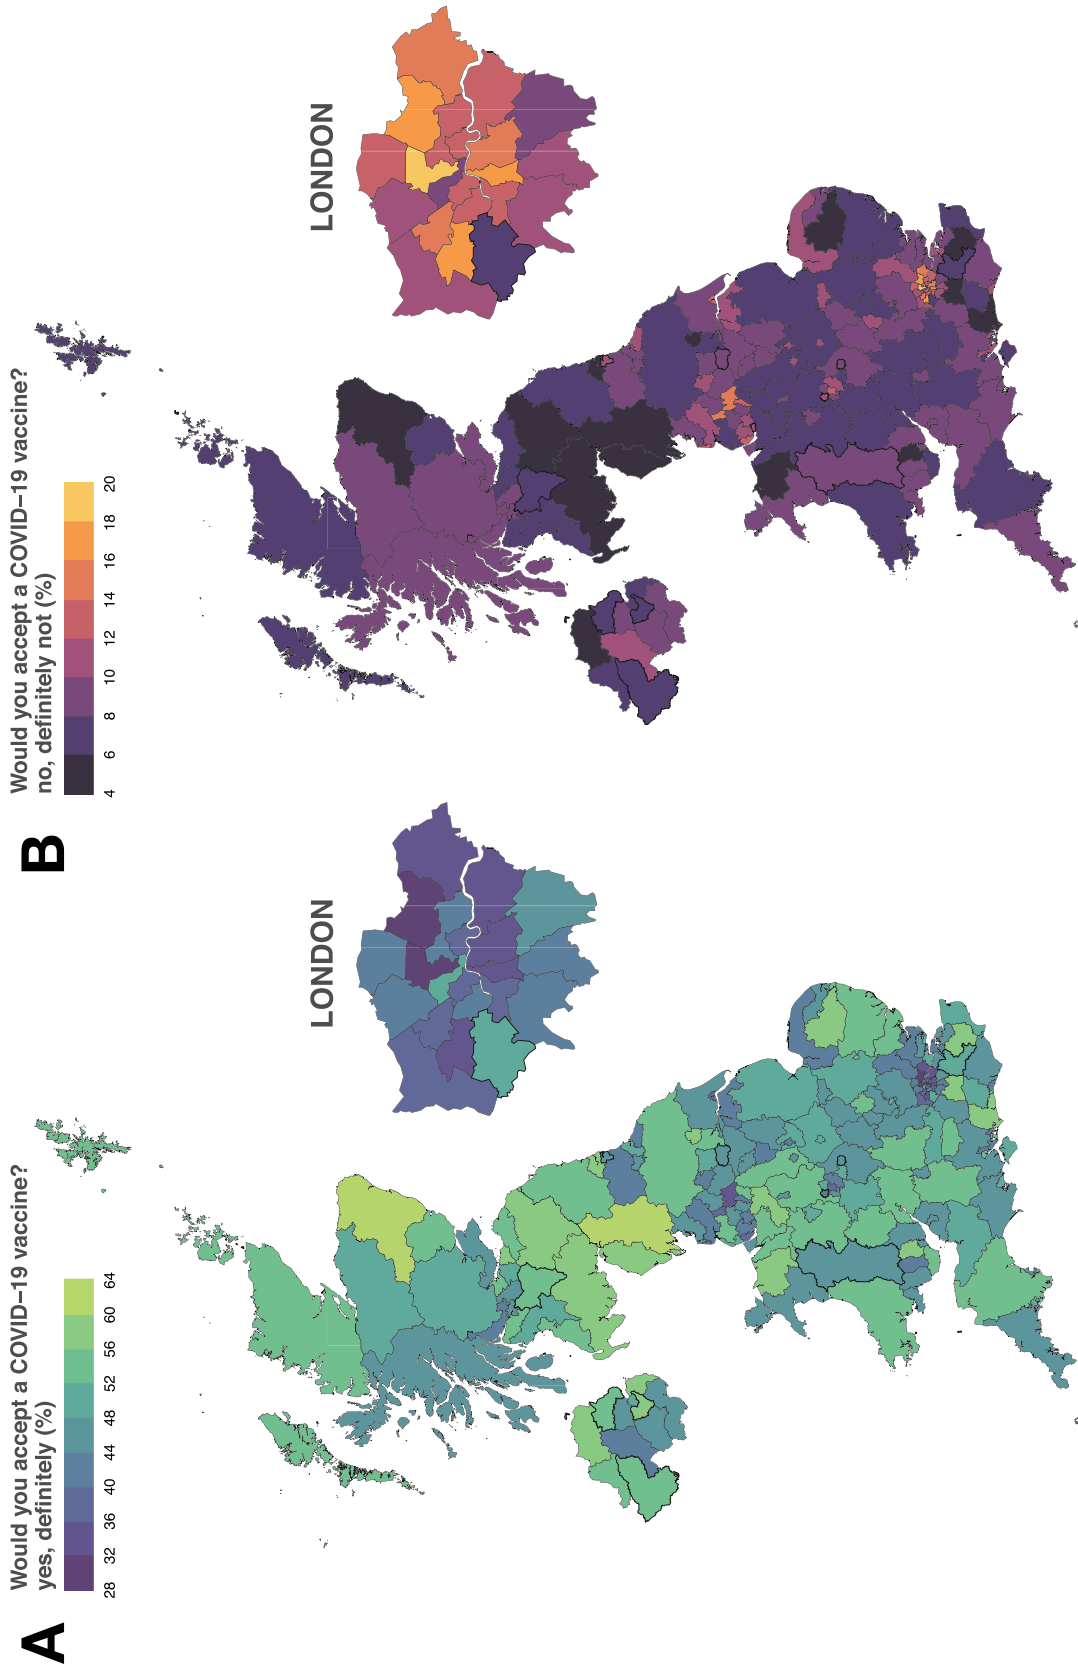 A
Would you accept a COVID−19 vaccine?
yes, definitely (%)
28 32 36 40 44 48 52 56 60 64
LONDON
B
Would you accept a COVID−19 vaccine?
no, definitely not (%)
4 6 8 10 12 14 16 18 20
LONDON